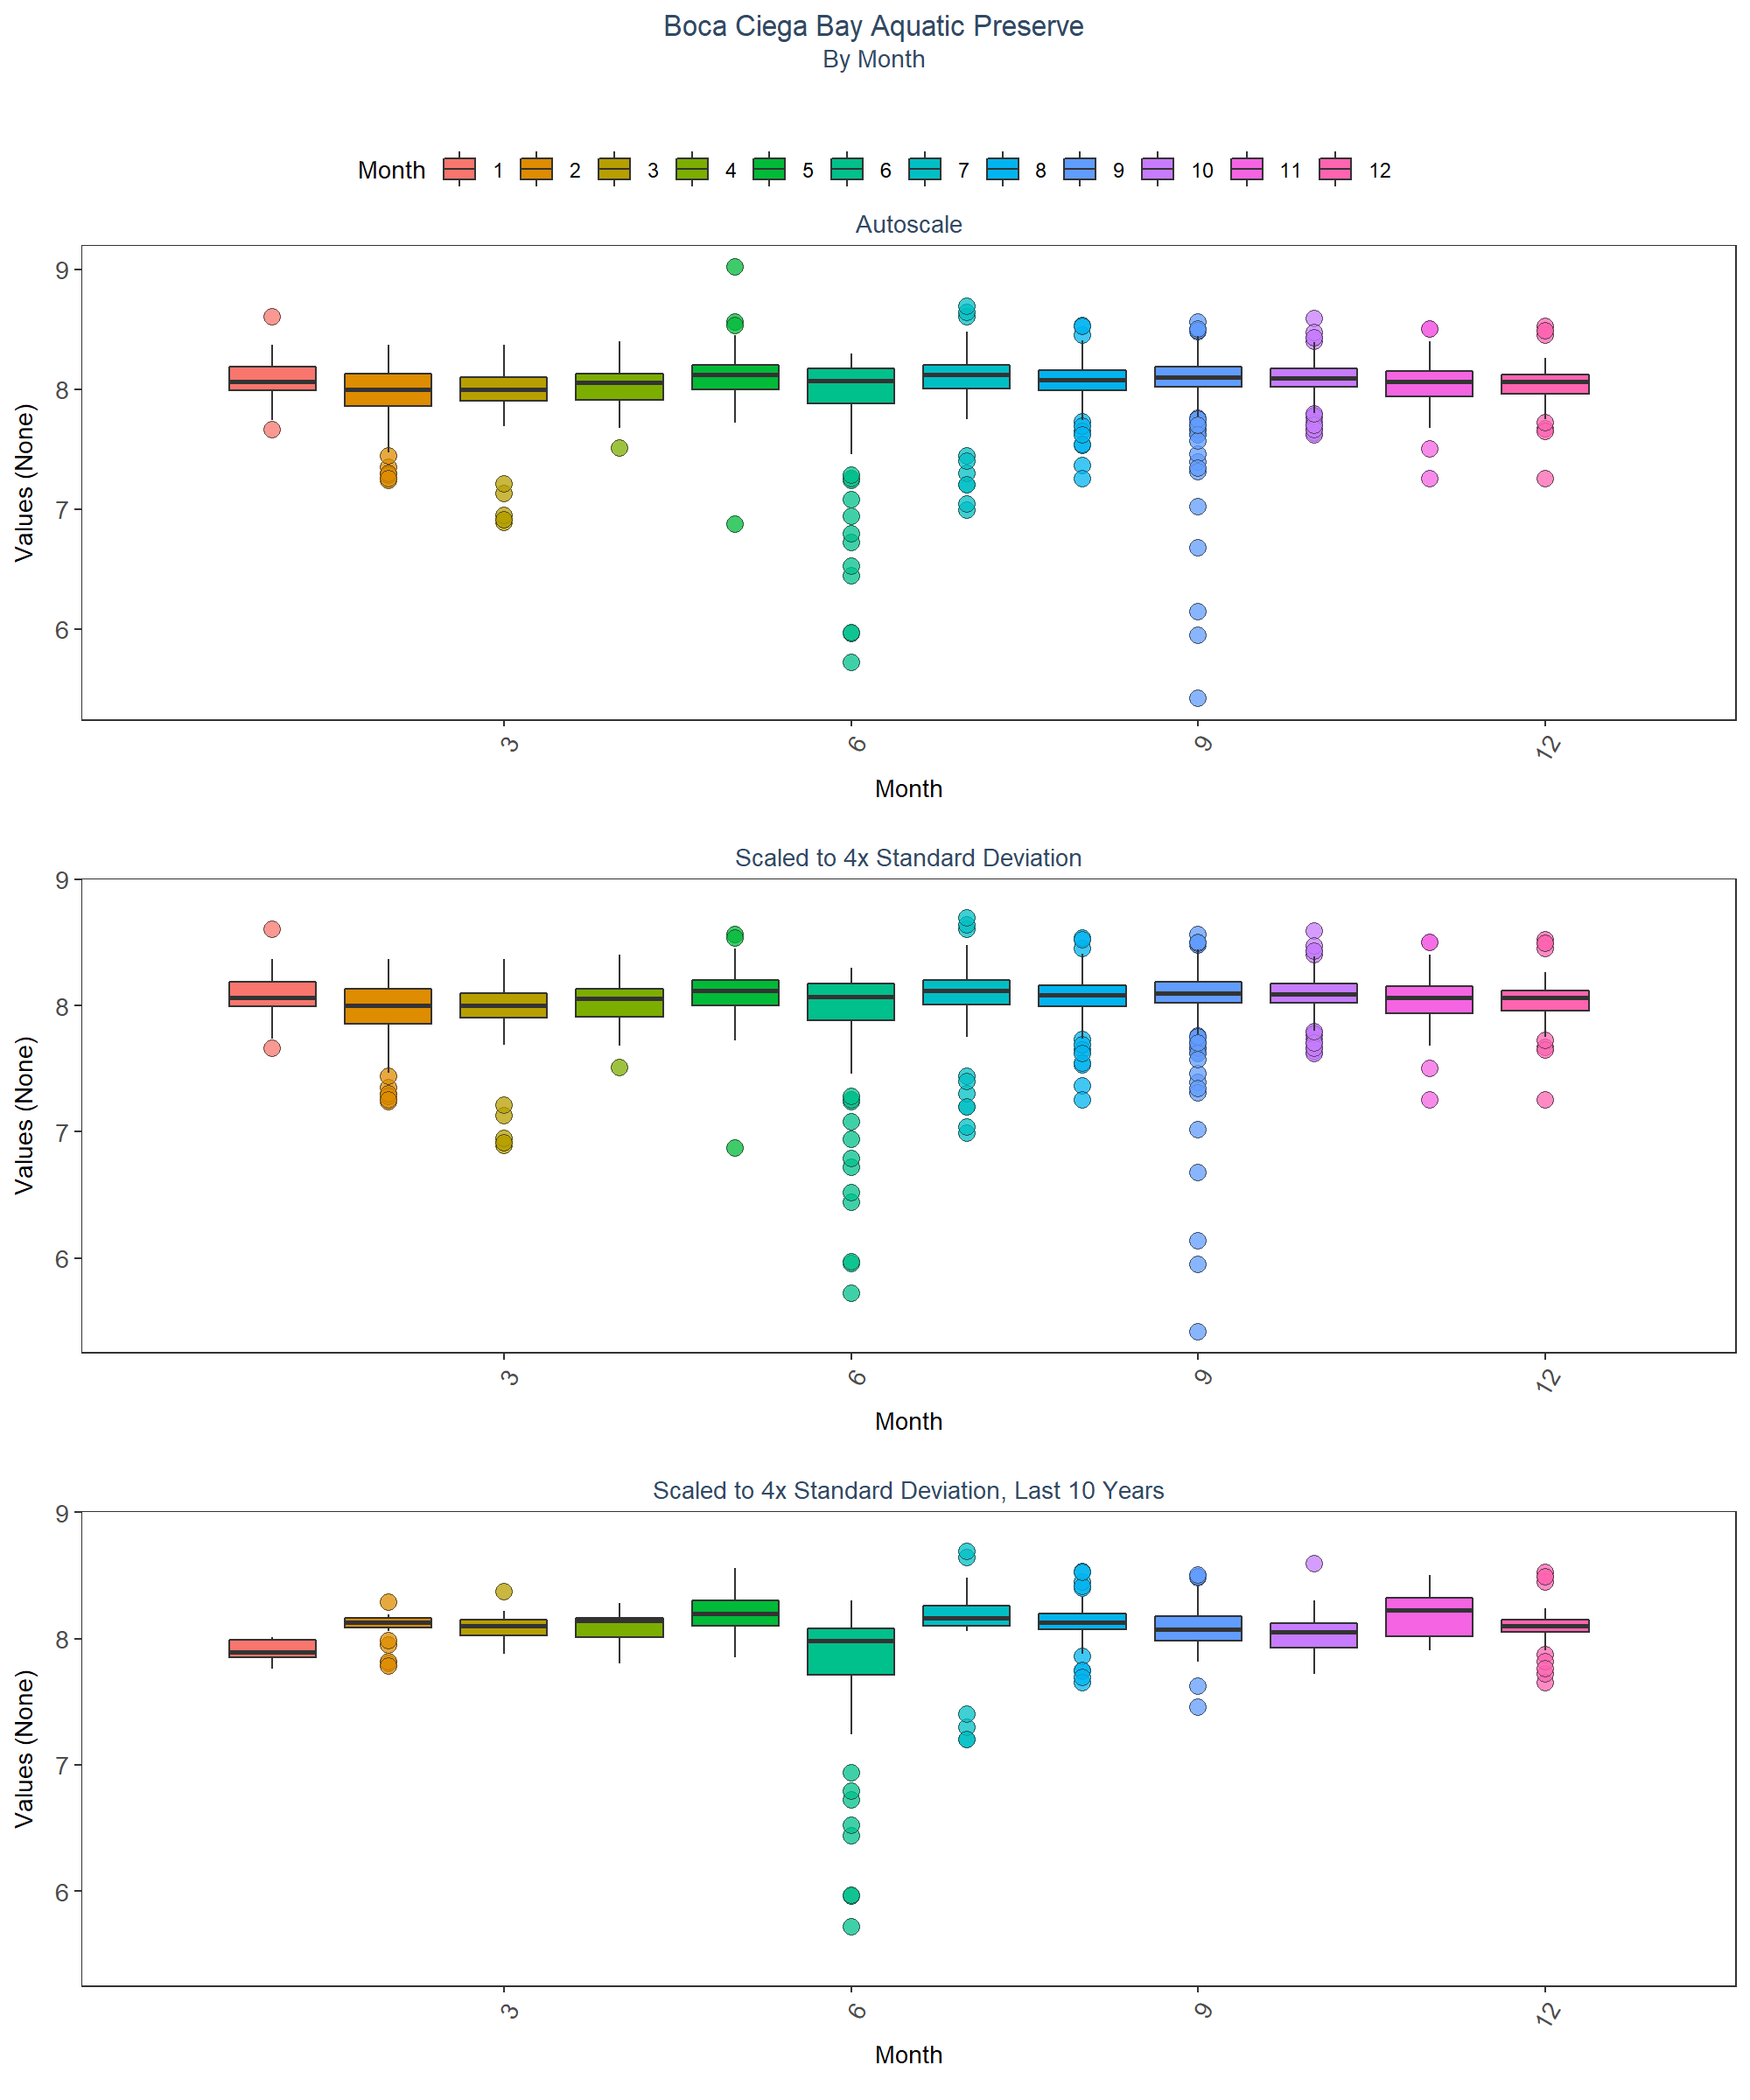 Boca Ciega Bay Aquatic Preserve
By Month
Month 1 2 3 4 5 6 7 8 9 10 11 12
Autoscale
9
8
7
6
Values (None)
3 6 9 12
Month
Scaled to 4x Standard Deviation
9
8
7
6
Values (None)
3 6 9 12
Month
Scaled to 4x Standard Deviation, Last 10 Years
9
8
7
6
Values (None)
3 6 9 12
Month